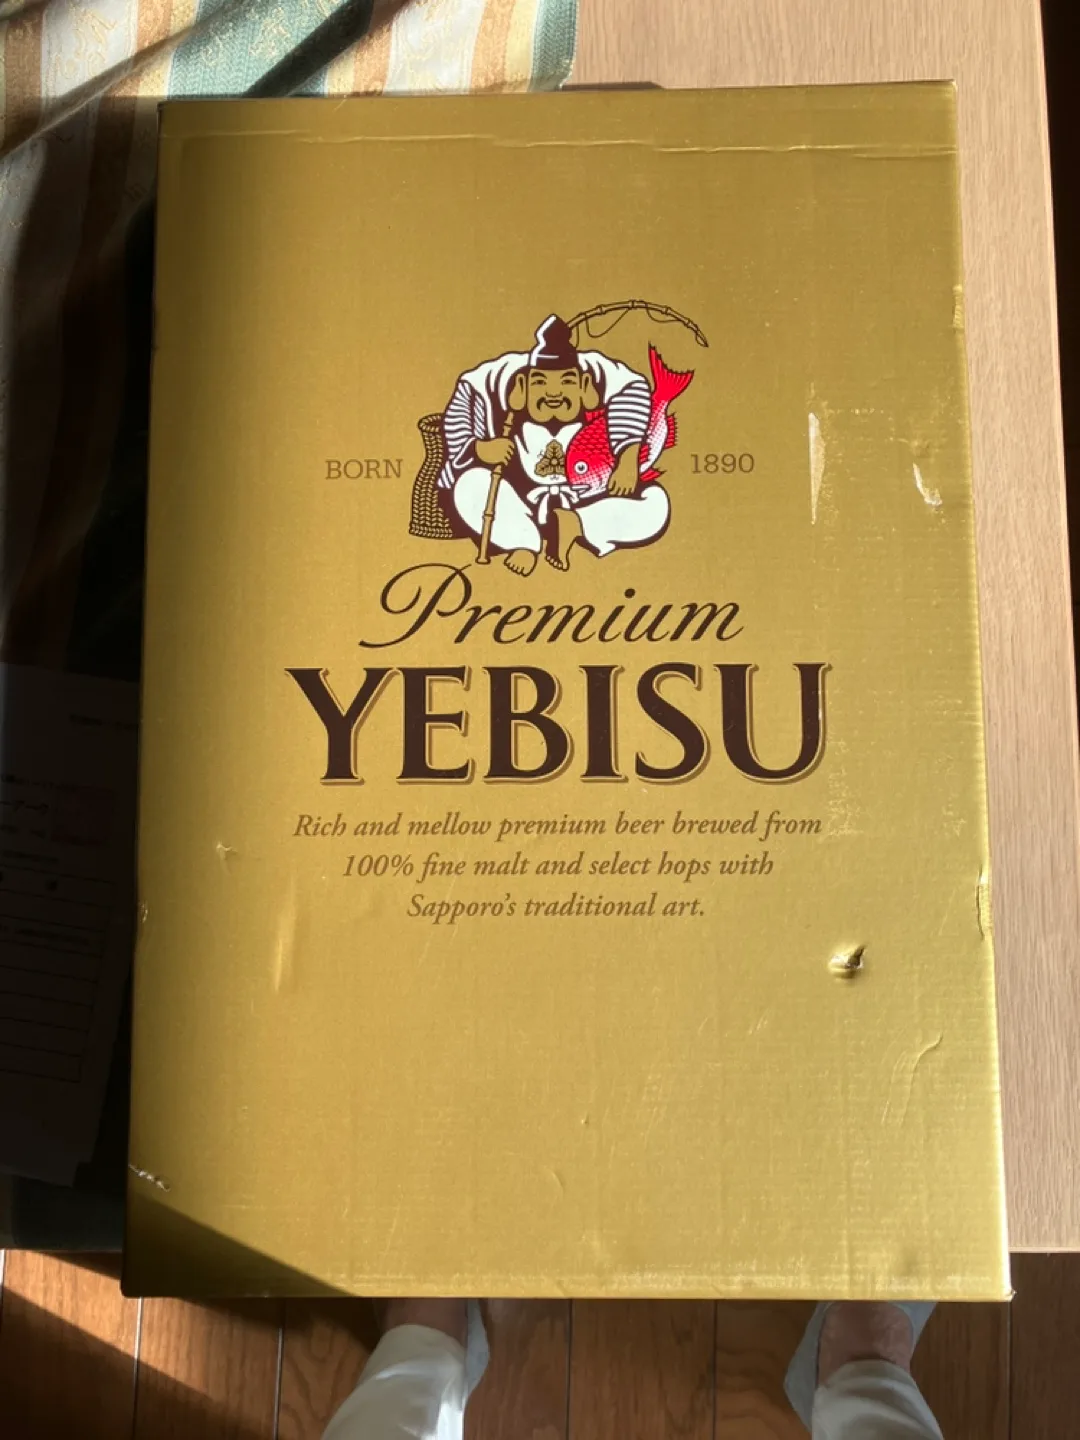 BORN 1890
Premium
YEBISU
Rich and mellow premium beer brewed from
100% fine malt and select hops with
Sapporo's traditional art.